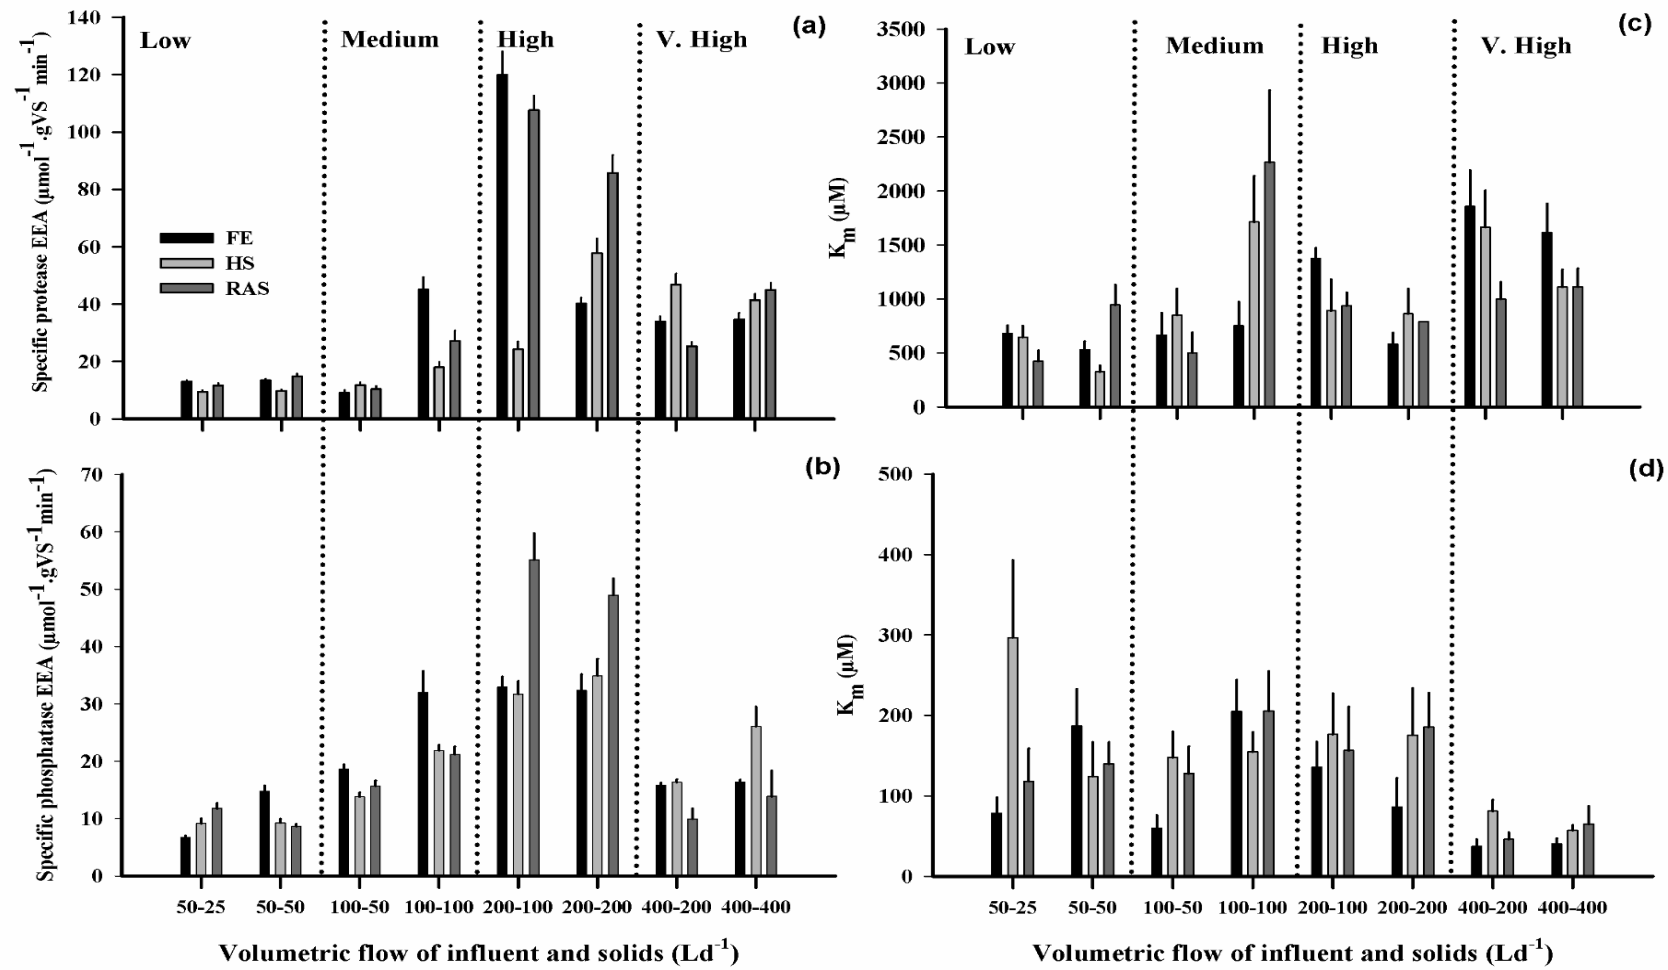 (a)
Low Medium High V. High
Specific protease EEA (µmol⁻¹.gVS⁻¹min⁻¹)
140
120
100
80
60
40
20
0
FE
HS
RAS
(c)
Low Medium High V. High
Kₘ (µM)
3500
3000
2500
2000
1500
1000
500
0
(b)
Specific phosphatase EEA (µmol⁻¹.gVS⁻¹min⁻¹)
70
60
50
40
30
20
10
0
50-25 50-50 100-50 100-100 200-100 200-200 400-200 400-400
Volumetric flow of influent and solids (Ld⁻¹)
(d)
Kₘ (µM)
500
400
300
200
100
0
50-25 50-50 100-50 100-100 200-100 200-200 400-200 400-400
Volumetric flow of influent and solids (Ld⁻¹)